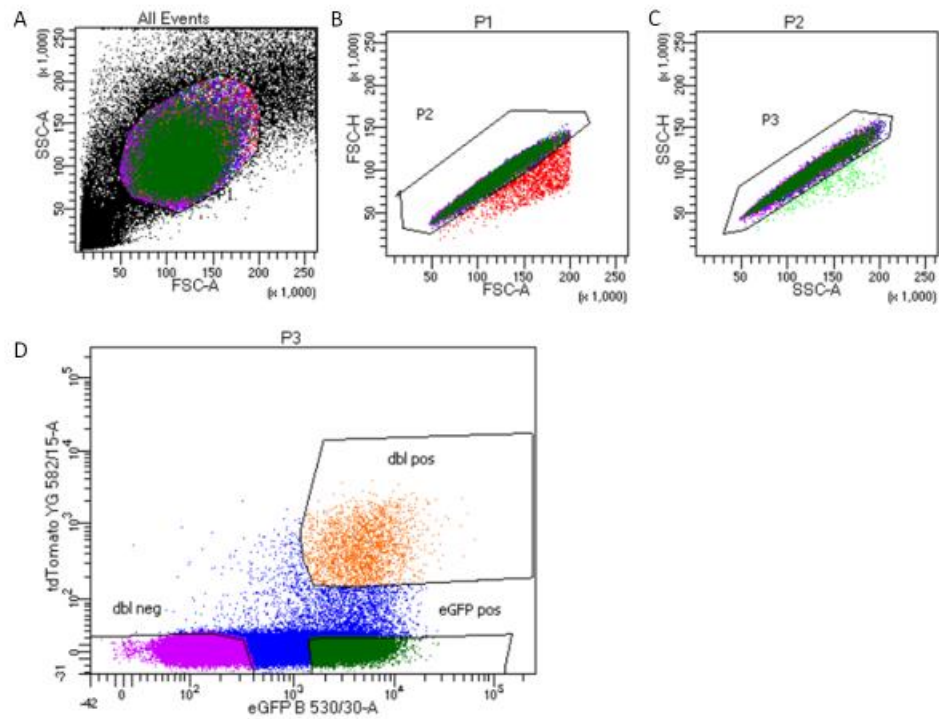 A
All Events
(x 1,000)
SSC-A
50 100 150 200 250
50 100 150 200 250
FSC-A
(x 1,000)
B
P1
(x 1,000)
FSC-H
50 100 150 200 250
P2
50 100 150 200 250
FSC-A
(x 1,000)
C
P2
(x 1,000)
SSC-H
50 100 150 200 250
P3
50 100 150 200 250
SSC-A
(x 1,000)
D
P3
tdTomato YG 582/15-A
-31 0 10^2 10^3 10^4 10^5
dbl pos
dbl neg
eGFP pos
-42 0 10^2 10^3 10^4 10^5
eGFP B 530/30-A